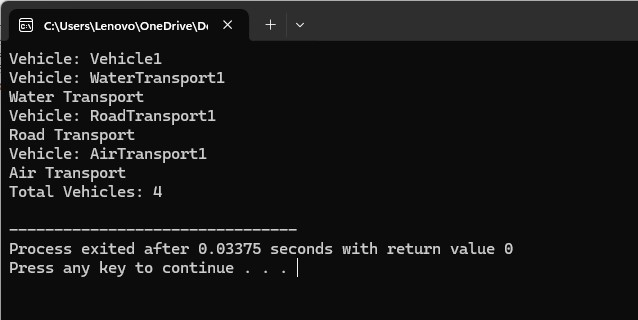 C:\Users\Lenovo\OneDrive\De
Vehicle: Vehicle1
Vehicle: WaterTransport1
Water Transport
Vehicle: RoadTransport1
Road Transport
Vehicle: AirTransport1
Air Transport
Total Vehicles: 4
--------------------------------
Process exited after 0.03375 seconds with return value 0
Press any key to continue . . .